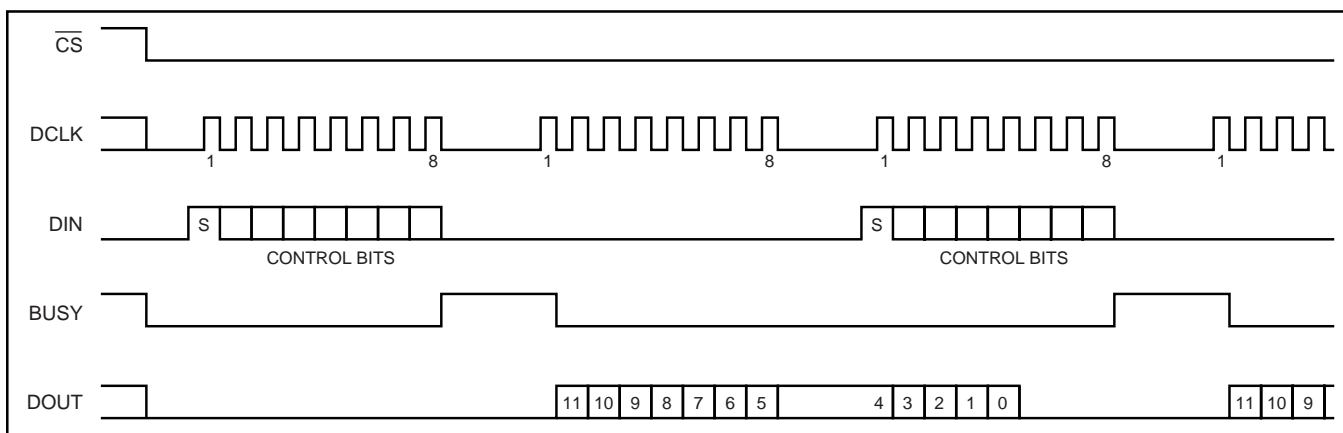 CS
DCLK
1 8 1 8 1 8 1
DIN
S S
CONTROL BITS CONTROL BITS
BUSY
DOUT
11 10 9 8 7 6 5 4 3 2 1 0 11 10 9